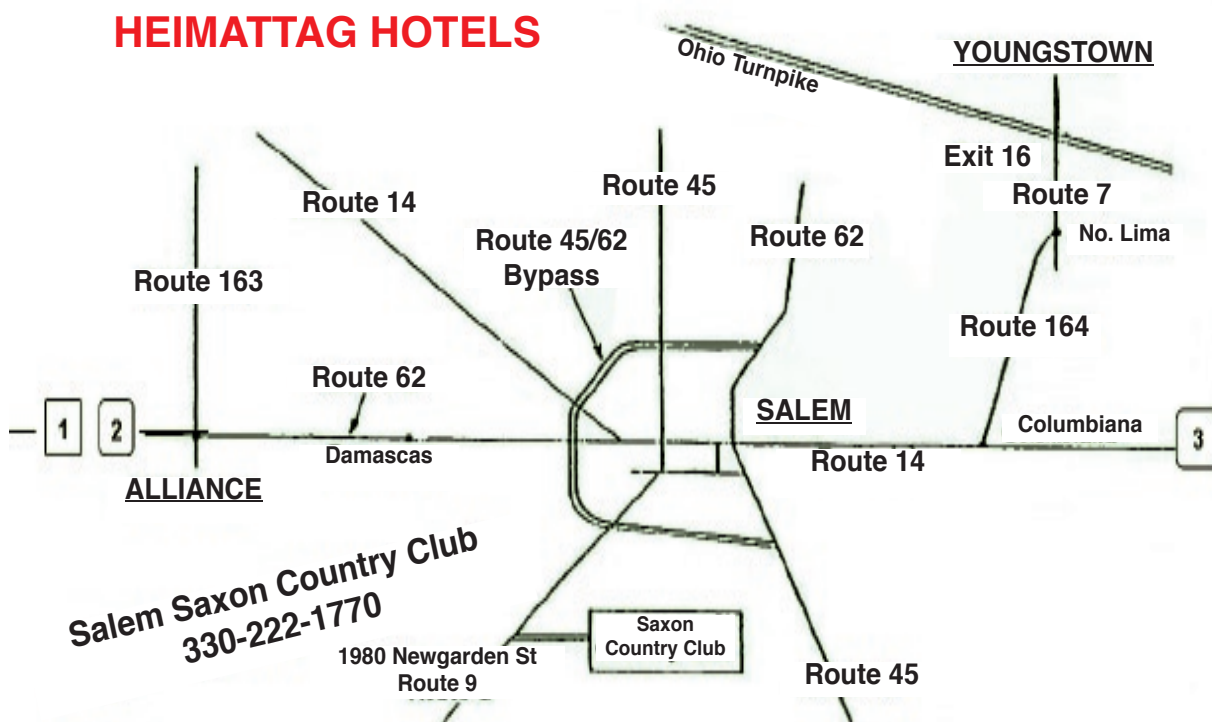 HEIMATTAG HOTELS
Ohio Turnpike
YOUNGSTOWN
Exit 16
Route 45
Route 7
Route 14
Route 45/62
Bypass
Route 62
No. Lima
Route 163
Route 164
Route 62
1
2
SALEM
Columbiana
3
Damascas
Route 14
ALLIANCE
Salem Saxon Country Club
330-222-1770
Saxon
Country Club
1980 Newgarden St
Route 9
Route 45